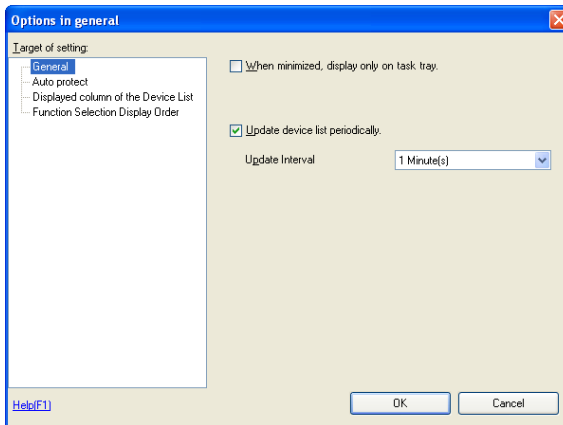 Options in general
Target of setting:
General
Auto protect
Displayed column of the Device List
Function Selection Display Order
When minimized, display only on task tray.
Update device list periodically.
Update Interval
1 Minute(s)
Help(F1)
OK
Cancel